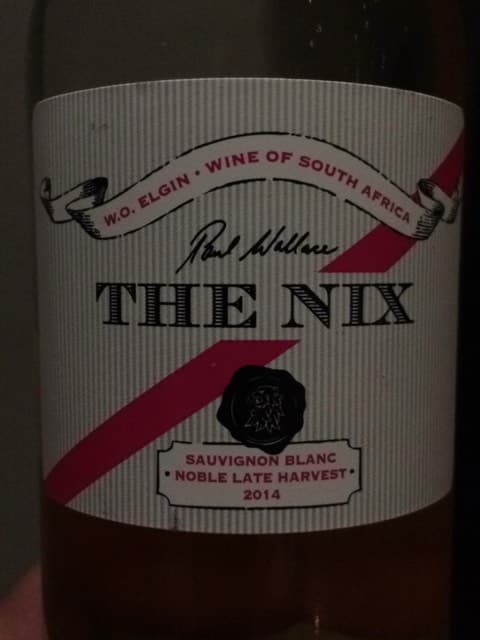 W.O. ELGIN • WINE OF SOUTH AFRICA
Paul Wallace
THE NIX
SAUVIGNON BLANC
• NOBLE LATE HARVEST •
2014